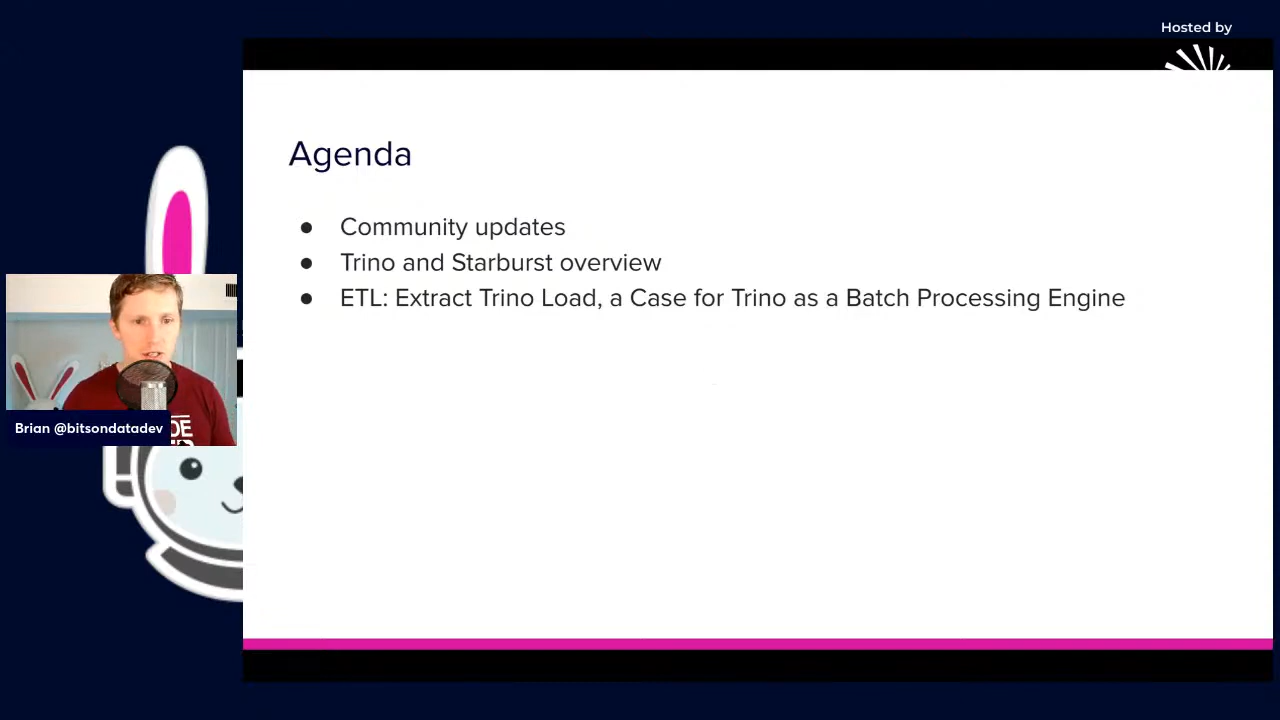 Hosted by
Agenda
● Community updates
● Trino and Starburst overview
● ETL: Extract Trino Load, a Case for Trino as a Batch Processing Engine
Brian @bitsondatadev